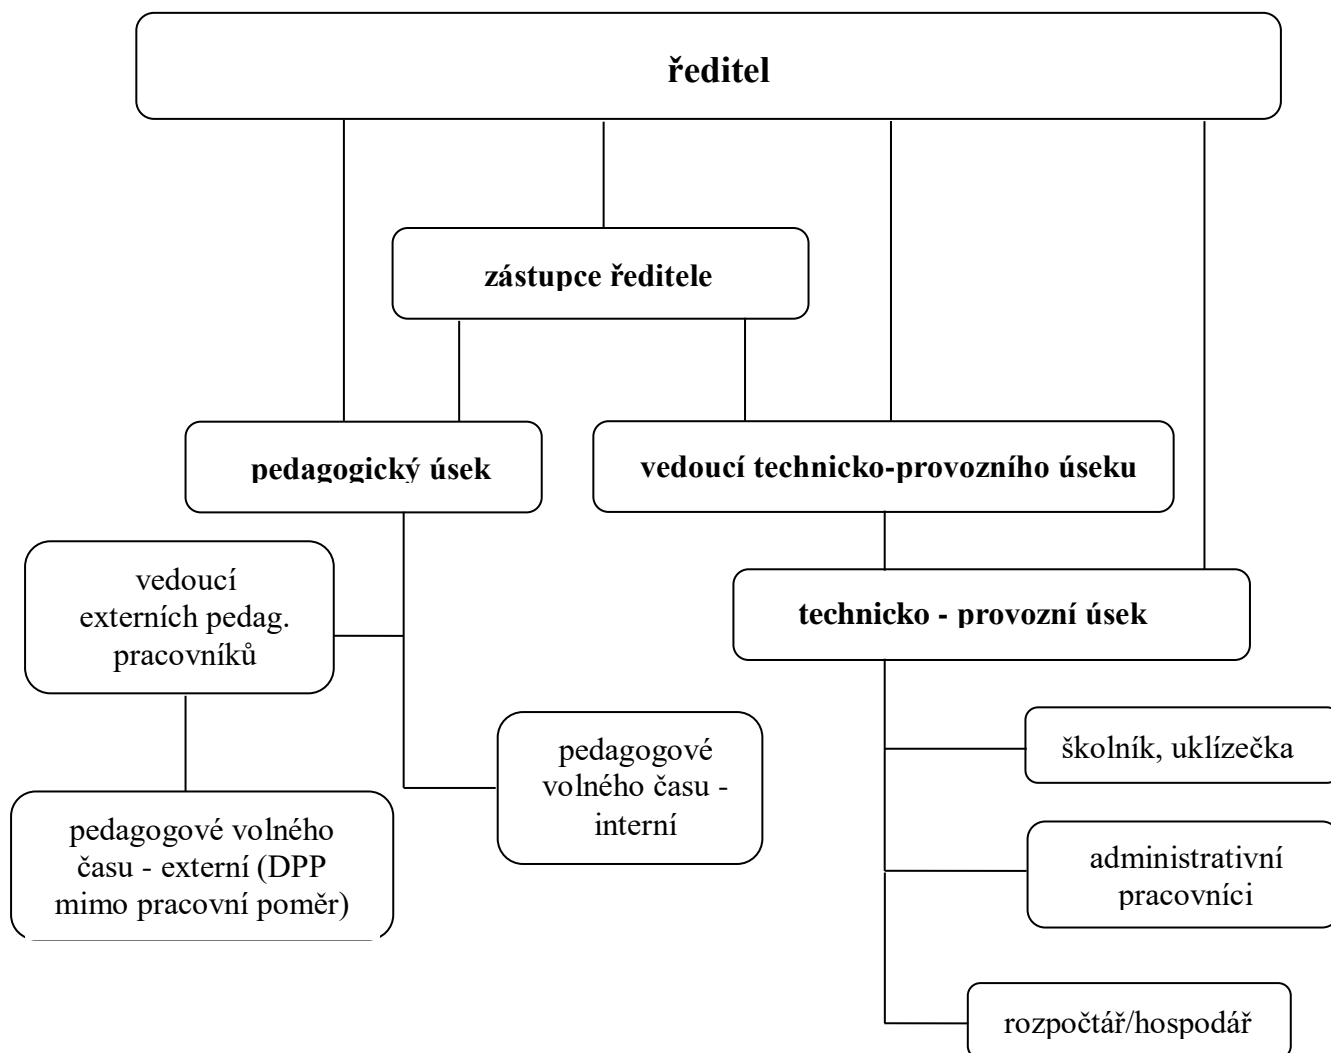 ředitel
zástupce ředitele
pedagogický úsek
vedoucí technicko-provozního úseku
vedoucí
externích pedag.
pracovníků
technicko - provozní úsek
pedagogové
volného času -
interní
školník, uklízečka
pedagogové volného
času - externí (DPP
mimo pracovní poměr)
administrativní
pracovníci
rozpočtář/hospodář